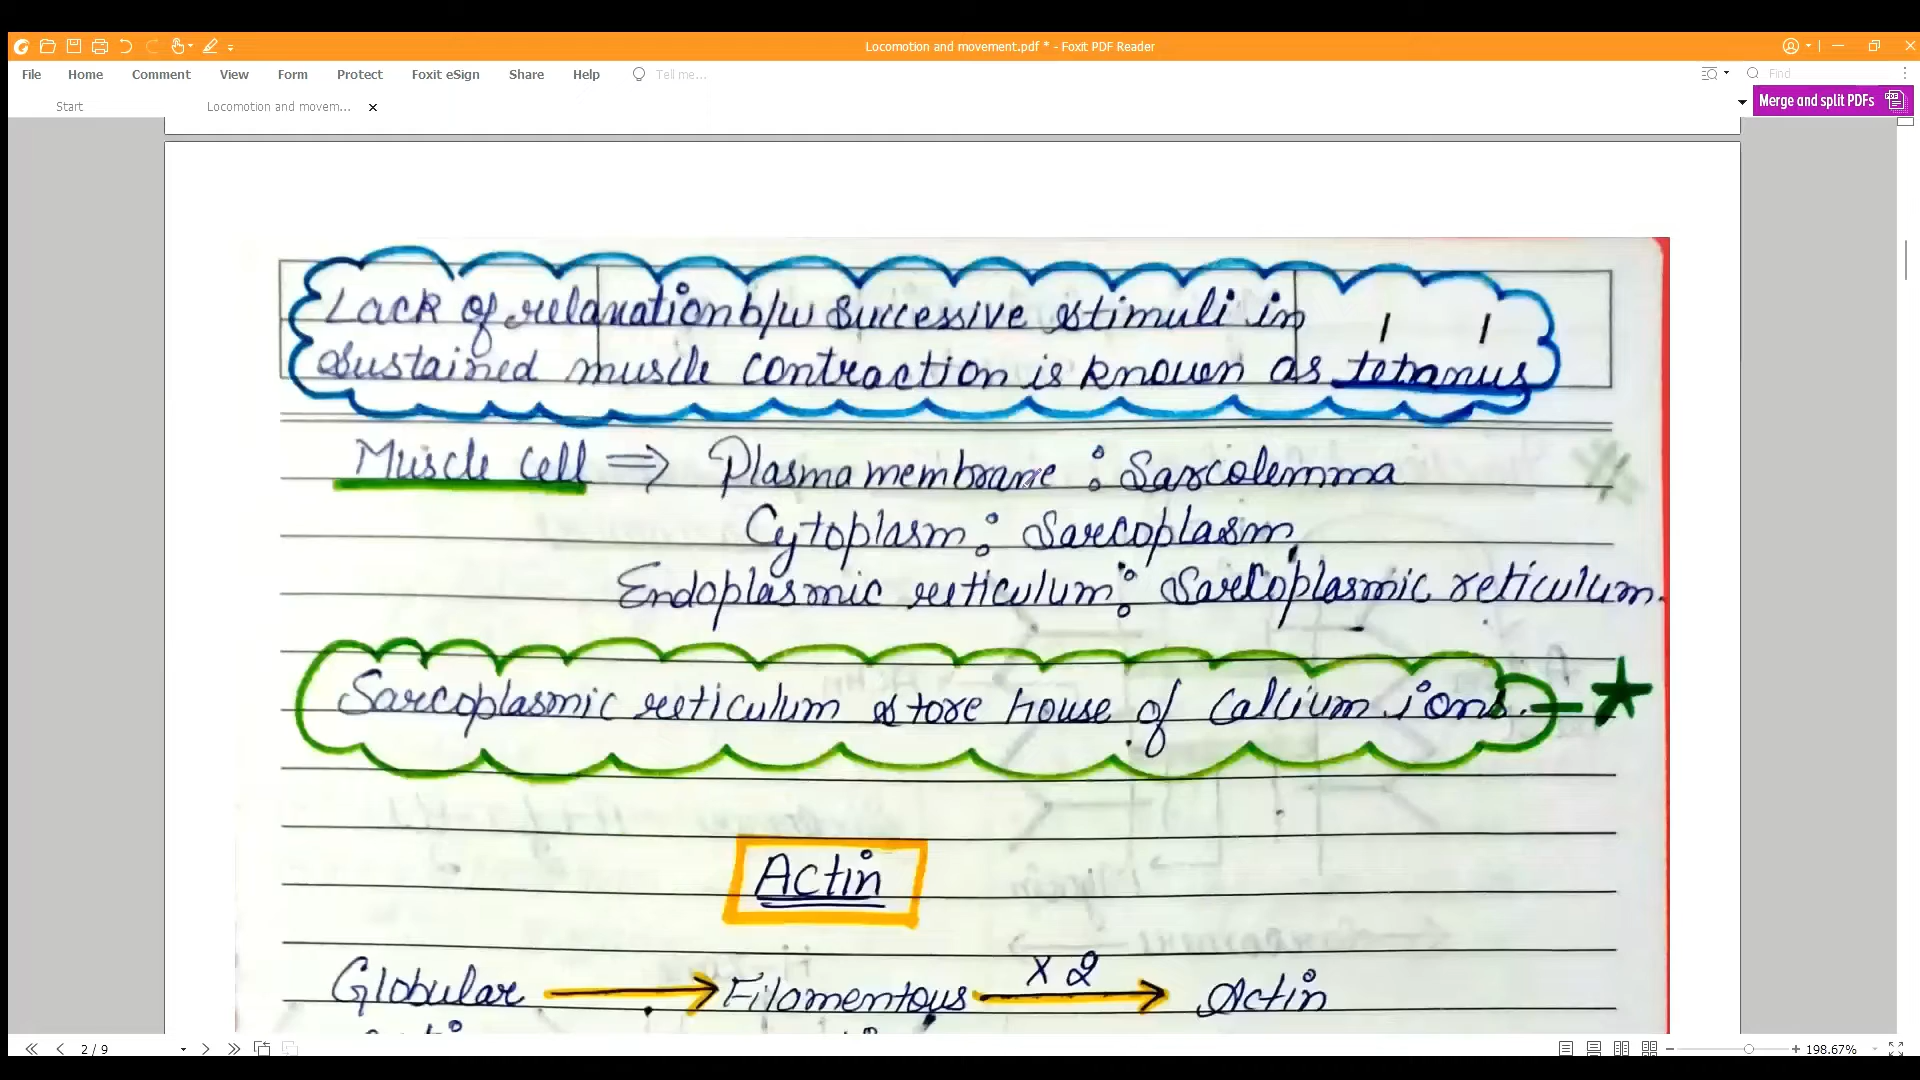 Locomotion and movement.pdf * - Foxit PDF Reader
File Home Comment View Form Protect Foxit eSign Share Help Tell me... Find
Start Locomotion and movem... Merge and split PDFs
Lack of relaxation b/w successive stimuli in
sustained muscle contraction is known as tetanus
Muscle cell ⇒ Plasma membrane : Sarcolemma
Cytoplasm : Sarcoplasm
Endoplasmic reticulum : Sarcoplasmic reticulum.
Sarcoplasmic reticulum store house of Calcium ions.
Actin
Globular → Filamentous x 2 → Actin
2 / 9 198.67%